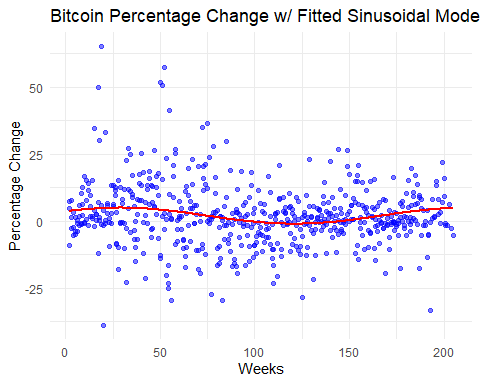 Bitcoin Percentage Change w/ Fitted Sinusoidal Mode
50
25
0
-25
Percentage Change
0 50 100 150 200
Weeks